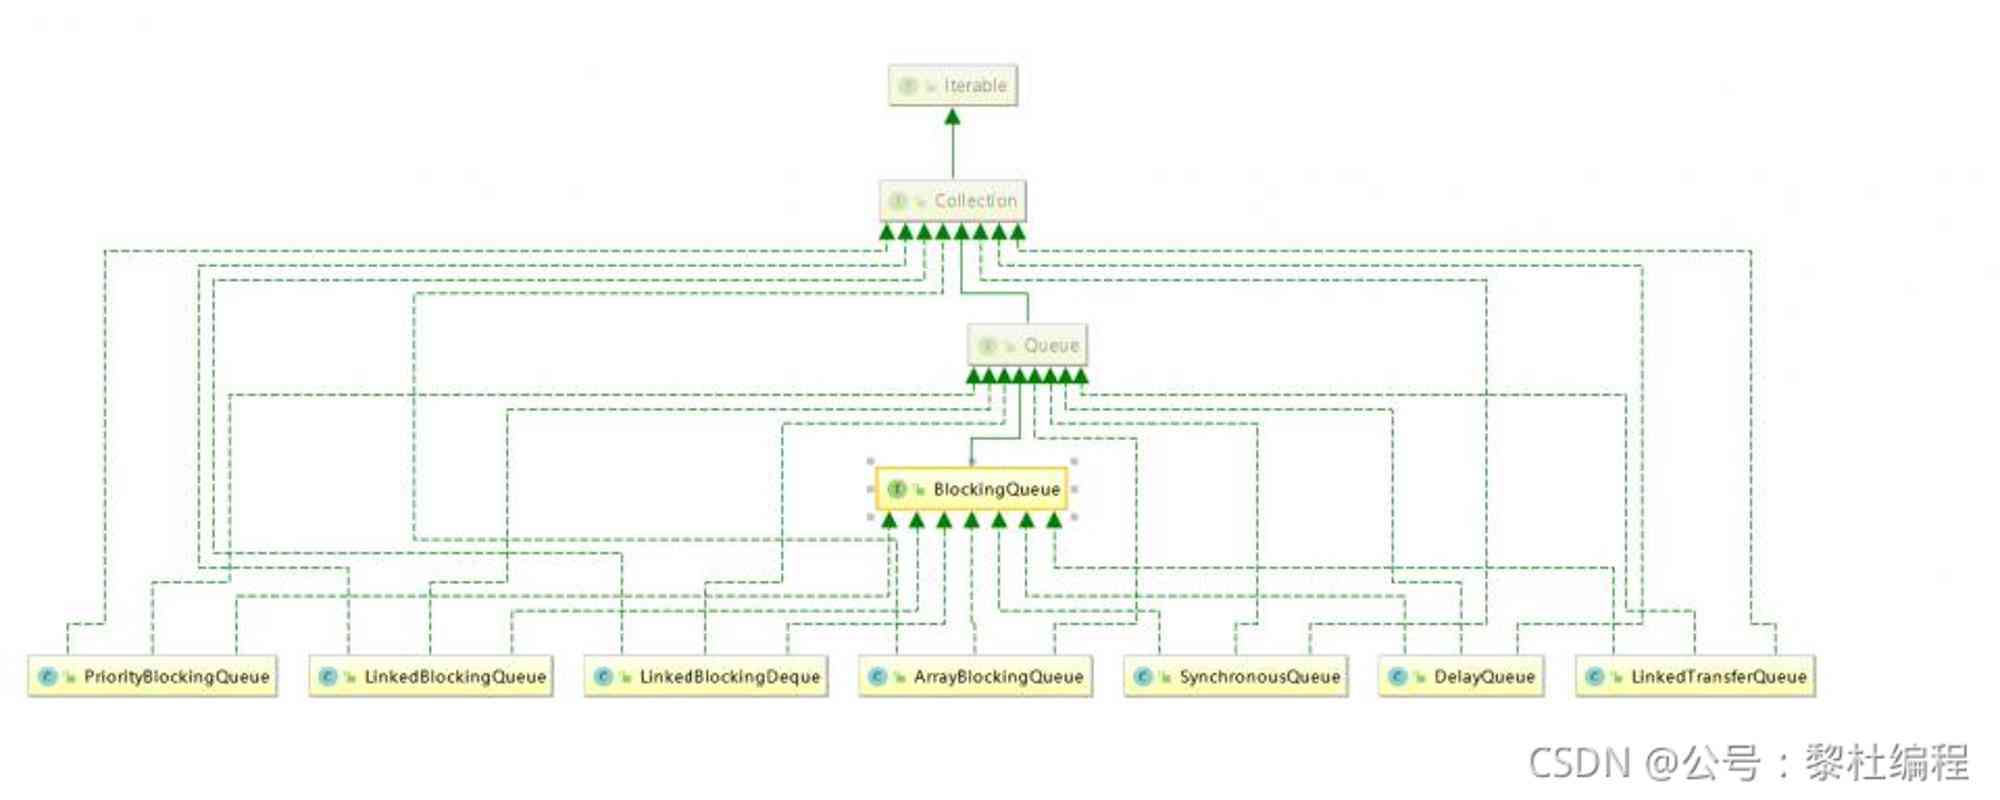 Iterable
Collection
Queue
BlockingQueue
PriorityBlockingQueue
LinkedBlockingQueue
LinkedBlockingDeque
ArrayBlockingQueue
SynchronousQueue
DelayQueue
LinkedTransferQueue
CSDN @公号：黎杜编程